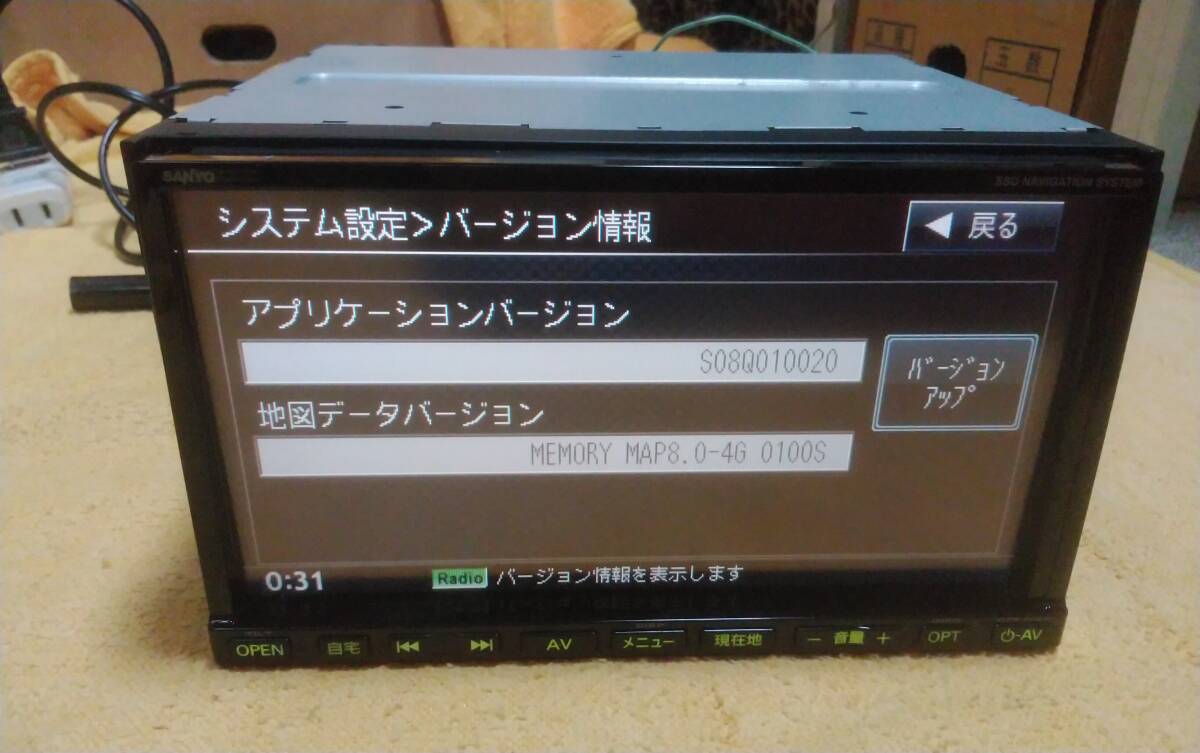 SANYO
SSD NAVIGATION SYSTEM
システム設定>バージョン情報
戻る
アプリケーションバージョン
S08Q010020
バージョン
アップ
地図データバージョン
MEMORY MAP8.0-4G 0100S
0:31
Radio バージョン情報を表示します
OPEN
自宅
AV
メニュー
現在地
− 音量 +
OPT
⏻-AV